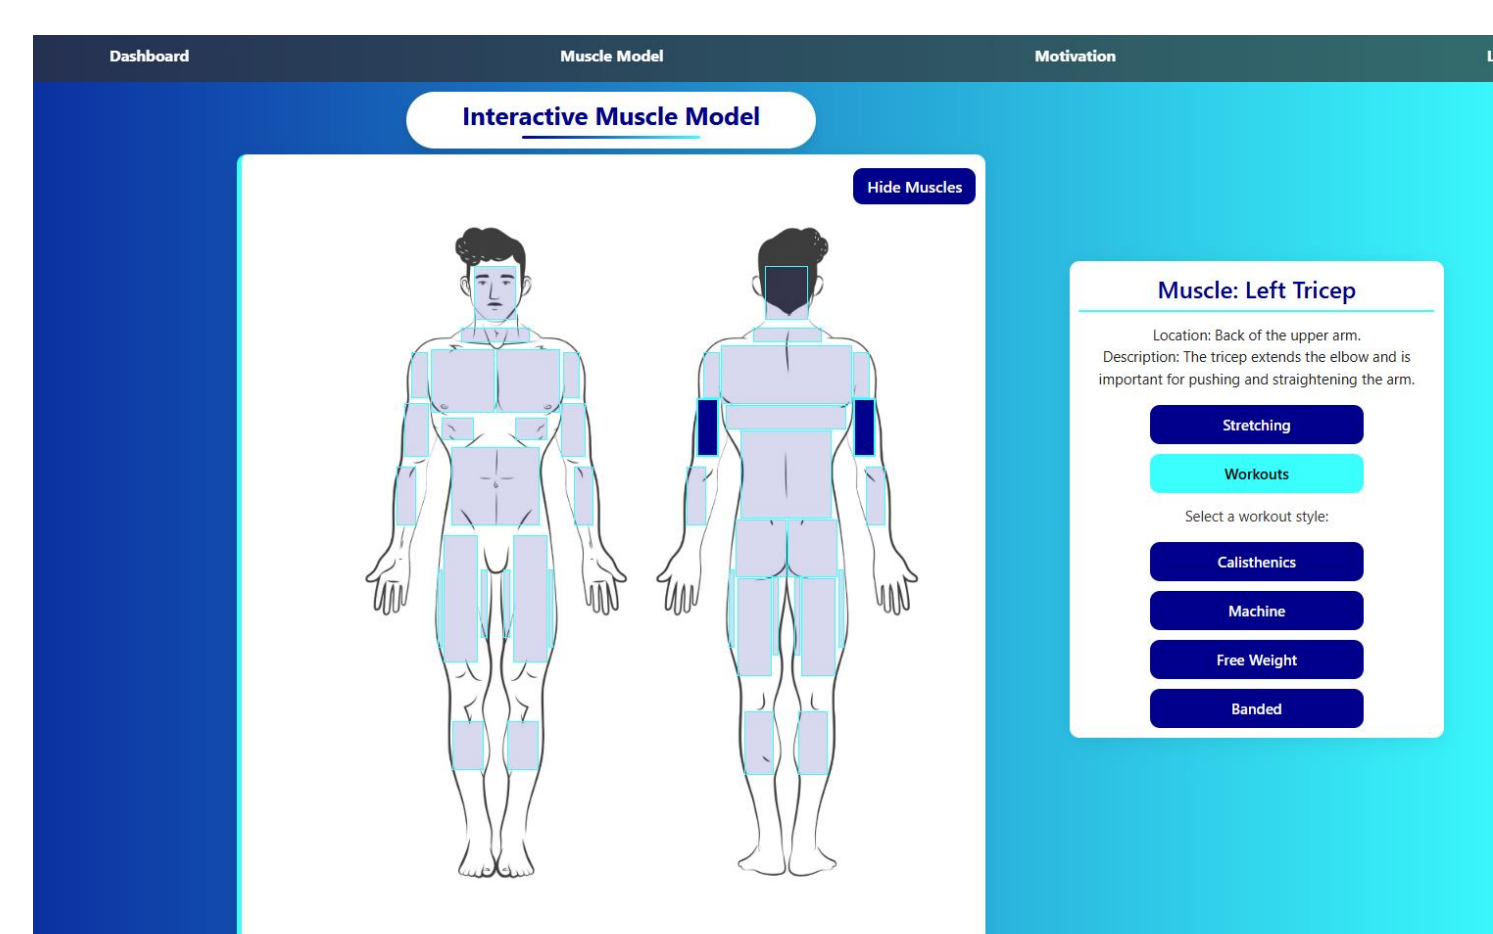 Dashboard
Muscle Model
Motivation
Interactive Muscle Model
Hide Muscles
Muscle: Left Tricep
Location: Back of the upper arm.
Description: The tricep extends the elbow and is
important for pushing and straightening the arm.
Stretching
Workouts
Select a workout style:
Calisthenics
Machine
Free Weight
Banded